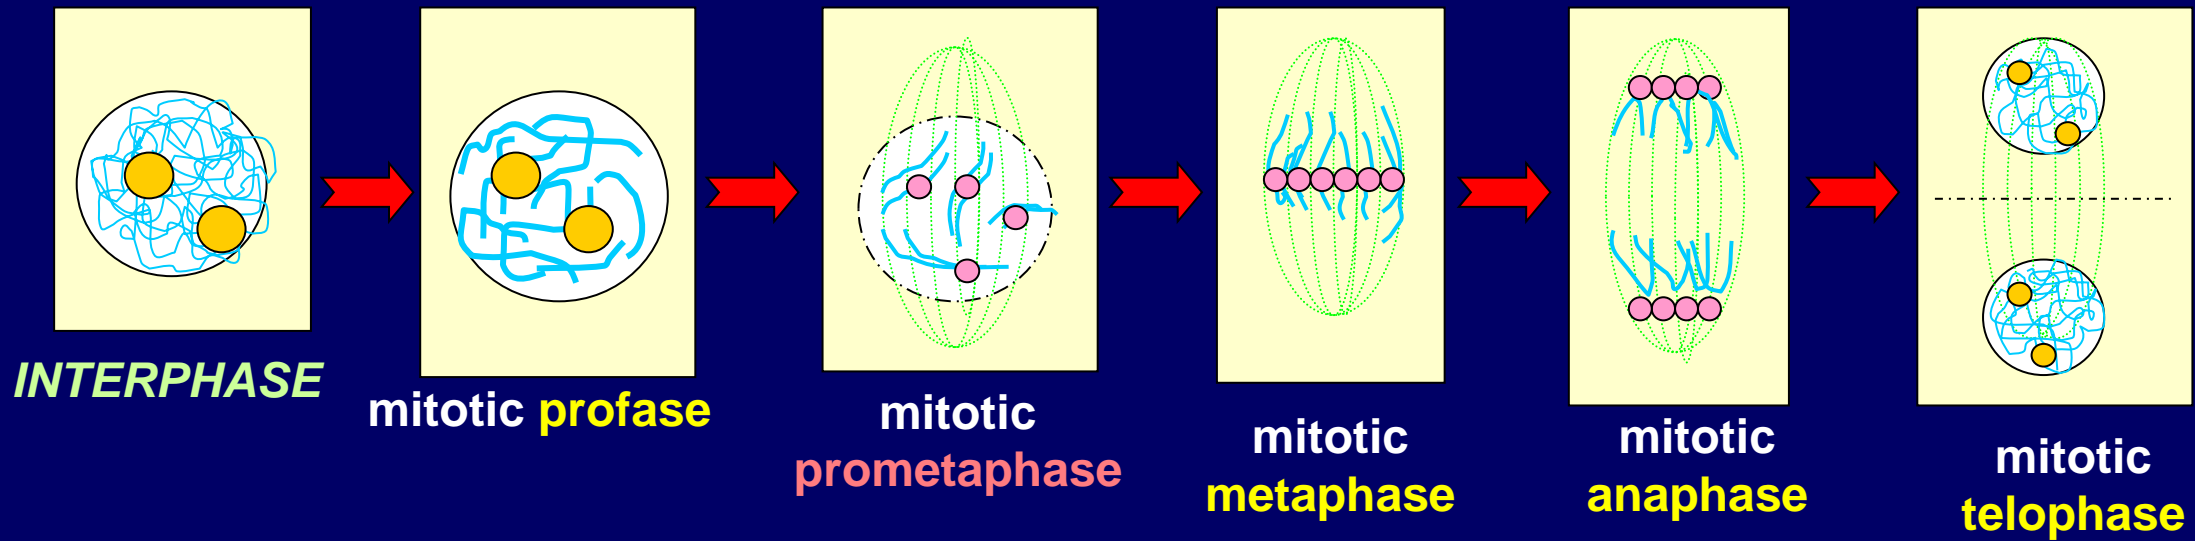 INTERPHASE
mitotic profase
mitotic
prometaphase
mitotic
metaphase
mitotic
anaphase
mitotic
telophase